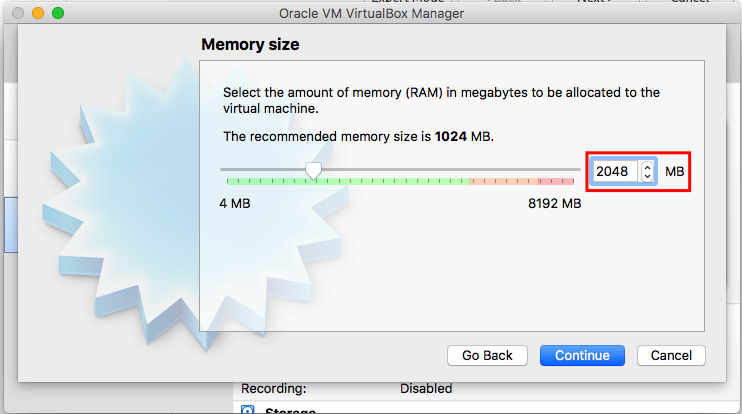 Oracle VM VirtualBox Manager
Memory size
Select the amount of memory (RAM) in megabytes to be allocated to the
virtual machine.
The recommended memory size is 1024 MB.
2048 MB
4 MB 8192 MB
Go Back Continue Cancel
Recording: Disabled